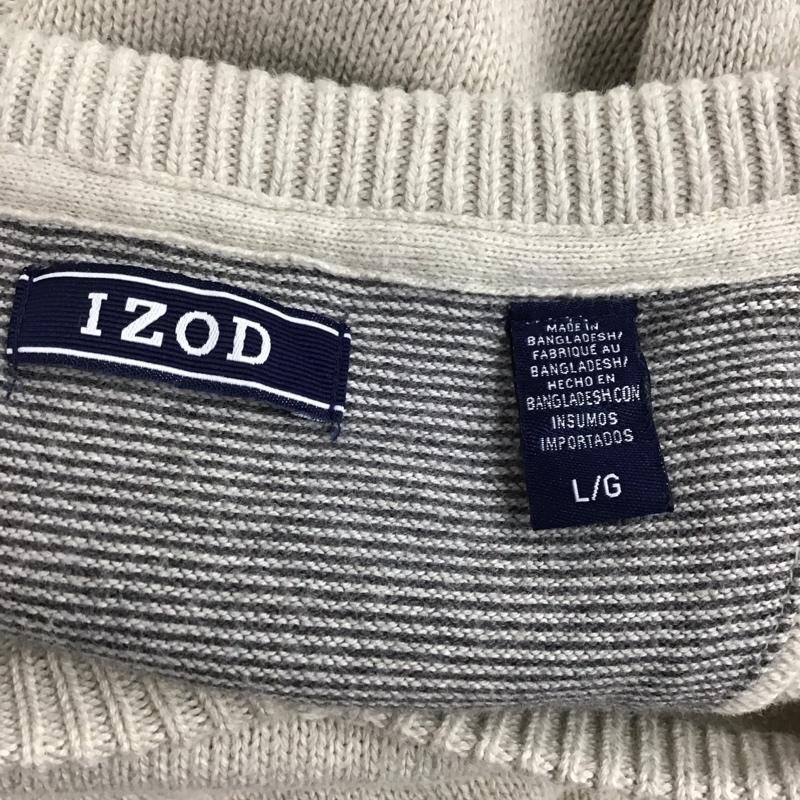 IZOD
MADE IN
BANGLADESH/
FABRIQUÉ AU
BANGLADESH/
HECHO EN
BANGLADESH CON
INSUMOS
IMPORTADOS
L/G